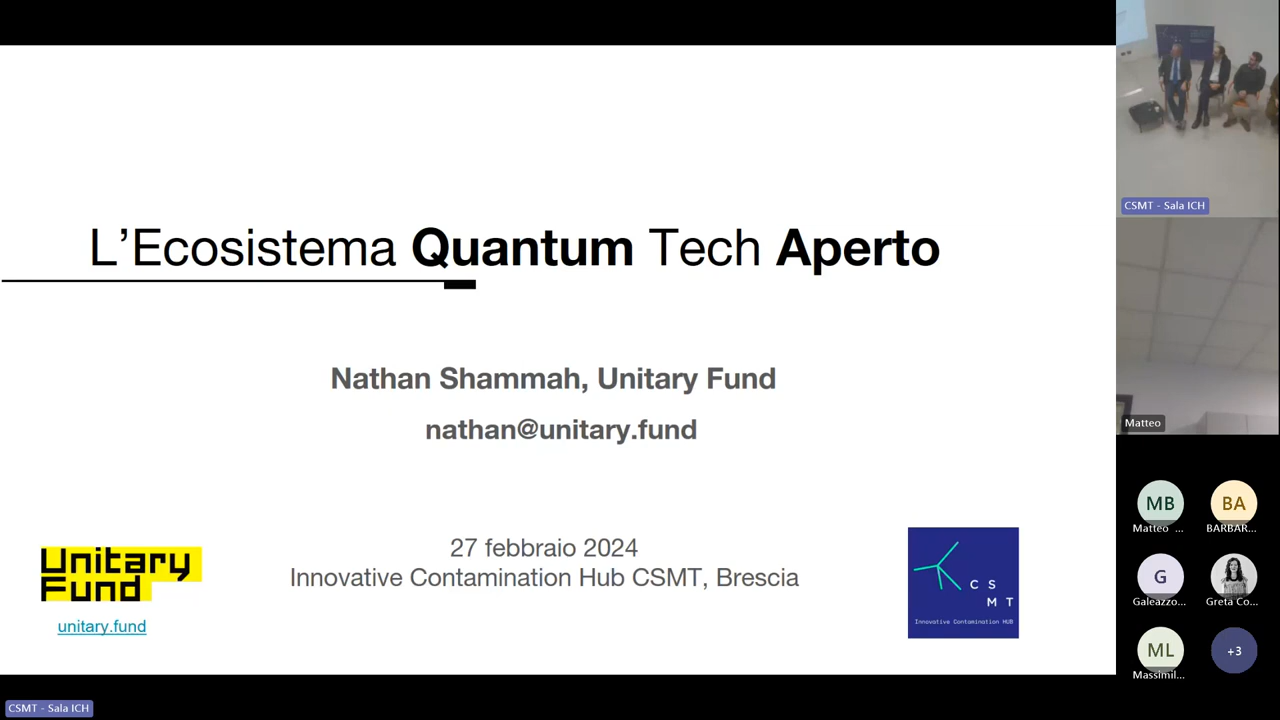 L'Ecosistema Quantum Tech Aperto
Nathan Shammah, Unitary Fund
nathan@unitary.fund
27 febbraio 2024
Innovative Contamination Hub CSMT, Brescia
Unitary
Fund
unitary.fund
C S
M T
Innovative Contamination HUB
CSMT - Sala ICH
CSMT - Sala ICH
Matteo
MB
Matteo ...
BA
BARBAR...
G
Galeazzo...
Greta Co...
ML
Massimil...
+3